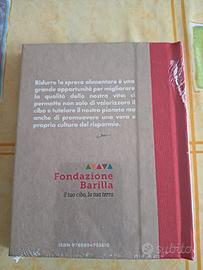 Ridurre lo spreco alimentare è una
grande opportunità per migliorare
la qualità della nostra vita: ci
permette non solo di valorizzare il
cibo e tutelare il nostro pianeta ma
anche di promuovere una vera e
propria cultura del risparmio.
Fondazione
Barilla
il tuo cibo, la tua terra
Subito